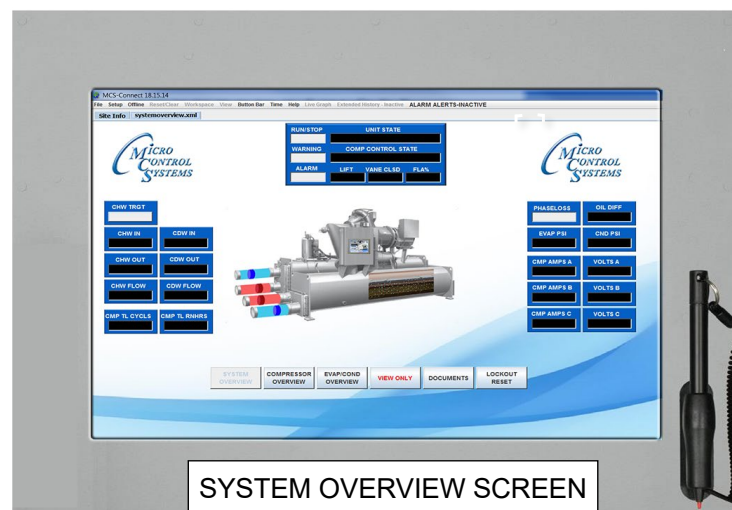 MCS-Connect 18.15.14
File Setup Offline Reset/Clear Workspace View Button Bar Time Help Live Graph Extended History - Inactive ALARM ALERTS-INACTIVE
Site Info systemoverview.xml
MICRO CONTROL SYSTEMS
RUN/STOP UNIT STATE
WARNING COMP CONTROL STATE
ALARM LIFT VANE CLSD FLA%
MICRO CONTROL SYSTEMS
CHW TRGT
CHW IN CDW IN
CHW OUT CDW OUT
CHW FLOW CDW FLOW
CMP TL CYCLS CMP TL RNHRS
PHASELOSS OIL DIFF
EVAP PSI CND PSI
CMP AMPS A VOLTS A
CMP AMPS B VOLTS B
CMP AMPS C VOLTS C
SYSTEM OVERVIEW COMPRESSOR OVERVIEW EVAP/COND OVERVIEW VIEW ONLY DOCUMENTS LOCKOUT RESET
SYSTEM OVERVIEW SCREEN